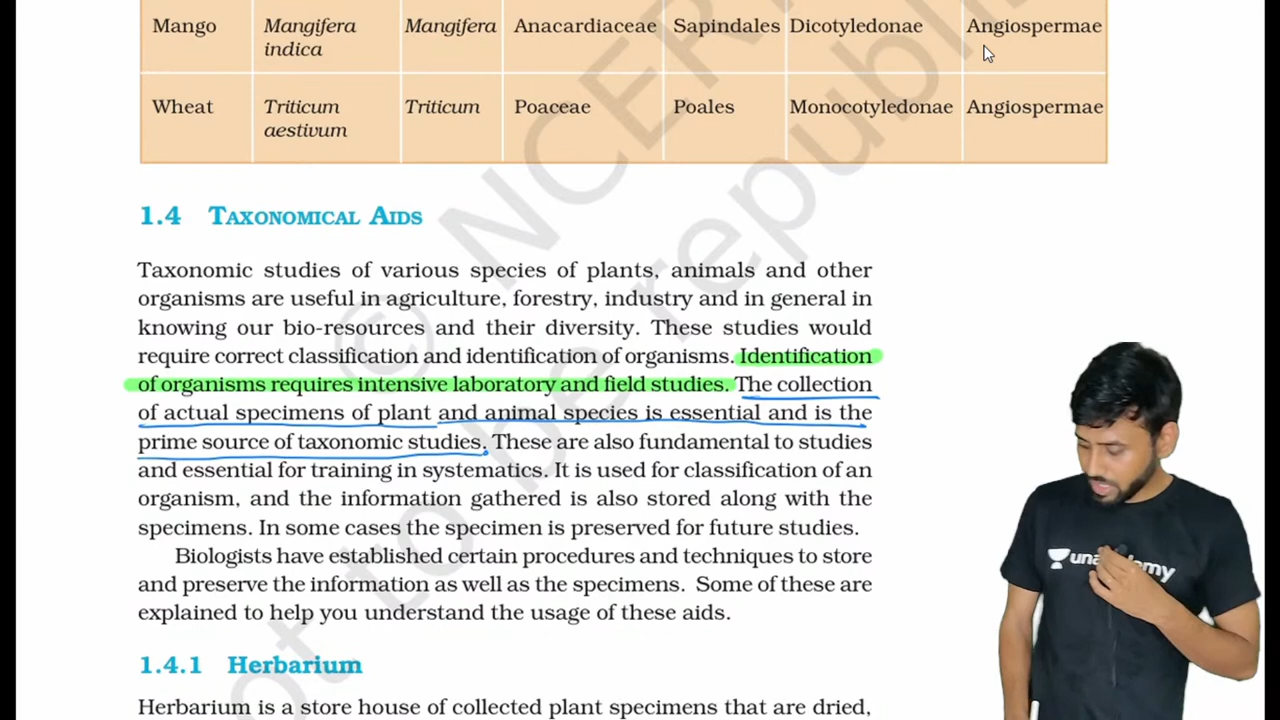 Mango Mangifera indica Mangifera Anacardiaceae Sapindales Dicotyledonae Angiospermae
Wheat Triticum aestivum Triticum Poaceae Poales Monocotyledonae Angiospermae
1.4 Taxonomical Aids
Taxonomic studies of various species of plants, animals and other
organisms are useful in agriculture, forestry, industry and in general in
knowing our bio-resources and their diversity. These studies would
require correct classification and identification of organisms. Identification
of organisms requires intensive laboratory and field studies. The collection
of actual specimens of plant and animal species is essential and is the
prime source of taxonomic studies. These are also fundamental to studies
and essential for training in systematics. It is used for classification of an
organism, and the information gathered is also stored along with the
specimens. In some cases the specimen is preserved for future studies.
Biologists have established certain procedures and techniques to store
and preserve the information as well as the specimens. Some of these are
explained to help you understand the usage of these aids.
1.4.1 Herbarium
Herbarium is a store house of collected plant specimens that are dried,
© NCER
not to be republi
una emy